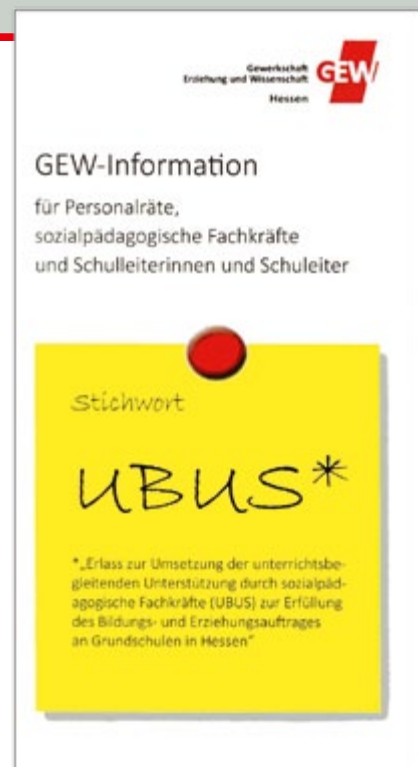 Gewerkschaft
Erziehung und Wissenschaft
Hessen
GEW
GEW-Information
für Personalräte,
sozialpädagogische Fachkräfte
und Schulleiterinnen und Schuleiter
Stichwort
UBUS*
*„Erlass zur Umsetzung der unterrichtsbe-
gleitenden Unterstützung durch sozialpäd-
agogische Fachkräfte (UBUS) zur Erfüllung
des Bildungs- und Erziehungsauftrages
an Grundschulen in Hessen“